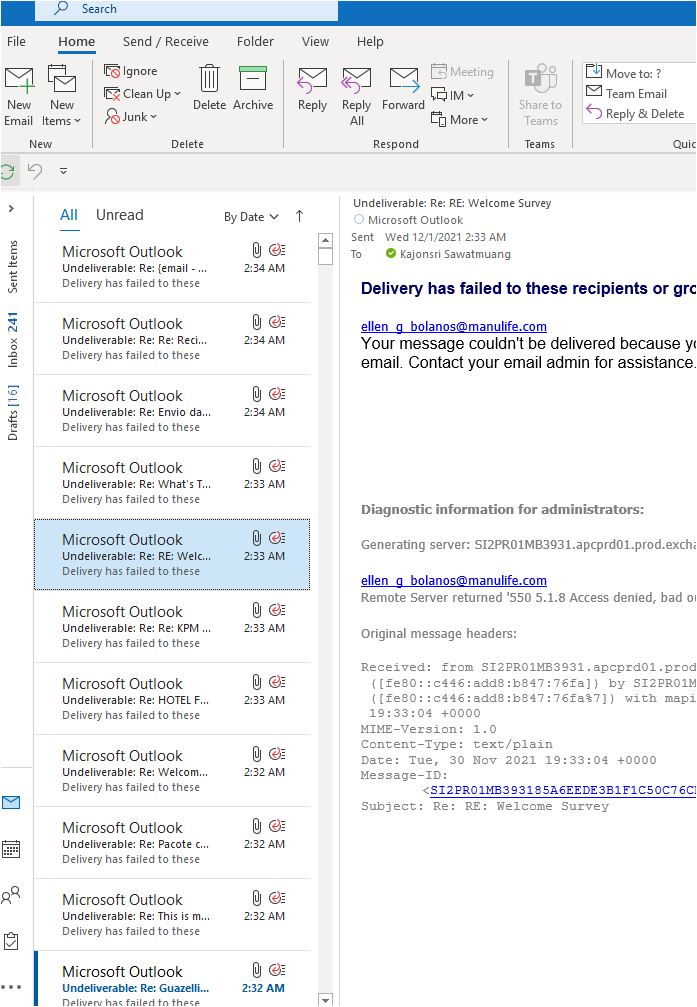 Search
File Home Send / Receive Folder View Help
New Email
New Items
Ignore
Clean Up
Junk
Delete
Archive
Reply
Reply All
Forward
Meeting
IM
More
Share to Teams
Move to: ?
Team Email
Reply & Delete
New Delete Respond Teams Quic
All Unread By Date
Sent Items
Inbox 241
Drafts [16]
Microsoft Outlook
Undeliverable: Re: {email - ...
2:34 AM
Delivery has failed to these
Microsoft Outlook
Undeliverable: Re: Re: Reci...
2:34 AM
Delivery has failed to these
Microsoft Outlook
Undeliverable: Re: Envio da...
2:34 AM
Delivery has failed to these
Microsoft Outlook
Undeliverable: Re: What's T...
2:33 AM
Delivery has failed to these
Microsoft Outlook
Undeliverable: Re: RE: Welc...
2:33 AM
Delivery has failed to these
Microsoft Outlook
Undeliverable: Re: Re: KPM ...
2:33 AM
Delivery has failed to these
Microsoft Outlook
Undeliverable: Re: HOTEL F...
2:33 AM
Delivery has failed to these
Microsoft Outlook
Undeliverable: Re: Welcom...
2:32 AM
Delivery has failed to these
Microsoft Outlook
Undeliverable: Re: Pacote c...
2:32 AM
Delivery has failed to these
Microsoft Outlook
Undeliverable: Re: This is m...
2:32 AM
Delivery has failed to these
Microsoft Outlook
Undeliverable: Re: Guazelli...
2:32 AM
Delivery has failed to these
Undeliverable: Re: RE: Welcome Survey
Microsoft Outlook
Sent Wed 12/1/2021 2:33 AM
To Kajonsri Sawatmuang
Delivery has failed to these recipients or gro
ellen_g_bolanos@manulife.com
Your message couldn't be delivered because yo
email. Contact your email admin for assistance.
Diagnostic information for administrators:
Generating server: SI2PR01MB3931.apcprd01.prod.excha
ellen_g_bolanos@manulife.com
Remote Server returned '550 5.1.8 Access denied, bad ou
Original message headers:
Received: from SI2PR01MB3931.apcprd01.prod
([fe80::c446:add8:b847:76fa]) by SI2PR01M
([fe80::c446:add8:b847:76fa%7]) with mapi
19:33:04 +0000
MIME-Version: 1.0
Content-Type: text/plain
Date: Tue, 30 Nov 2021 19:33:04 +0000
Message-ID:
<SI2PR01MB393185A6EEDE3B1F1C50C76C
Subject: Re: RE: Welcome Survey